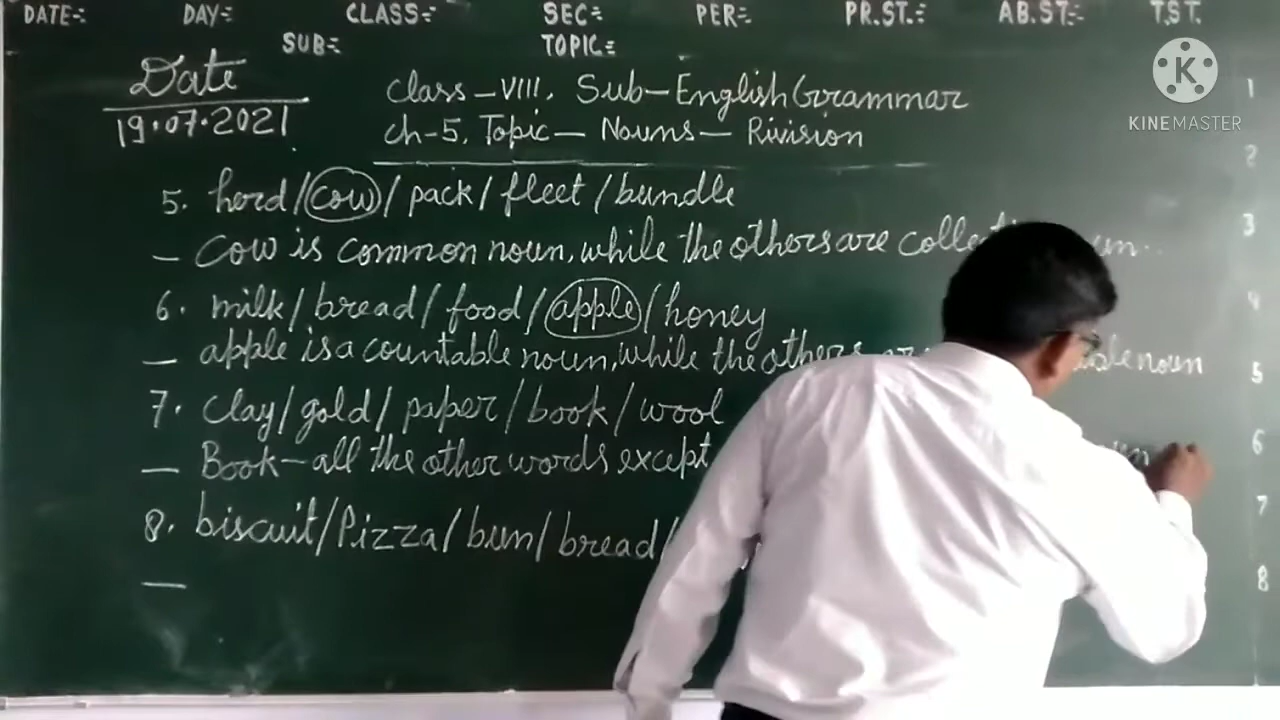 DATE-: DAY-: CLASS-: SEC-: PER-: PR.ST.: AB.ST-: T.ST.
SUB-: TOPIC-:
Date
19.07.2021
Class-VIII, Sub-English Grammar
Ch-5, Topic- Nouns- Rivision
5. herd/cow/pack/fleet/bundle
- Cow is common noun, while the others are
6. milk/bread/food/apple/honey
- apple is a countable noun, while the others noun
7. Clay/gold/paper/book/wool
- Book-all the other words except
8. biscuit/Pizza/bun/bread/
-
1
2
3
4
5
6
7
8
K
KINEMASTER